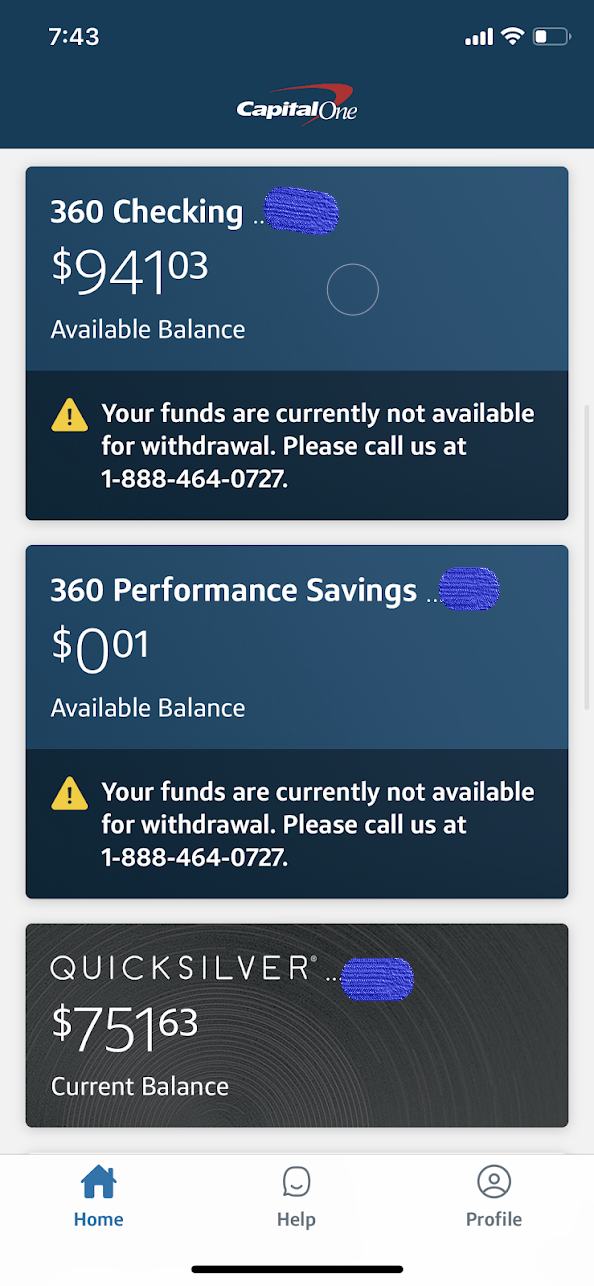 7:43
Capital One
360 Checking ..
$941.03
Available Balance
Your funds are currently not available
for withdrawal. Please call us at
1-888-464-0727.
360 Performance Savings ...
$0.01
Available Balance
Your funds are currently not available
for withdrawal. Please call us at
1-888-464-0727.
QUICKSILVER® ...
$751.63
Current Balance
Home
Help
Profile